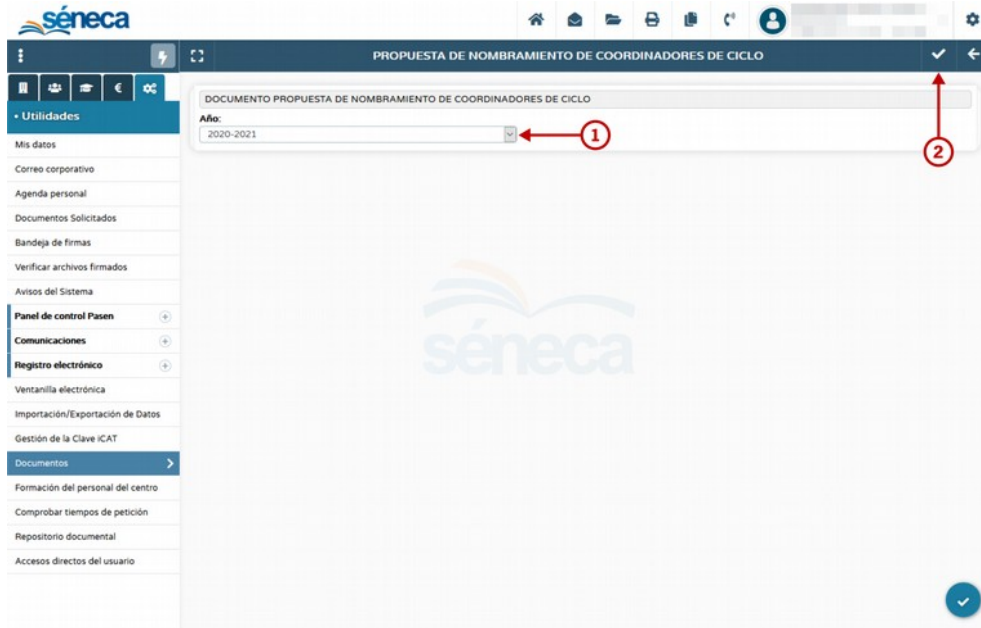 séneca
PROPUESTA DE NOMBRAMIENTO DE COORDINADORES DE CICLO
€
• Utilidades
Mis datos
Correo corporativo
Agenda personal
Documentos Solicitados
Bandeja de firmas
Verificar archivos firmados
Avisos del Sistema
Panel de control Pasen
Comunicaciones
Registro electrónico
Ventanilla electrónica
Importación/Exportación de Datos
Gestión de la Clave iCAT
Documentos
Formación del personal del centro
Comprobar tiempos de petición
Repositorio documental
Accesos directos del usuario
DOCUMENTO PROPUESTA DE NOMBRAMIENTO DE COORDINADORES DE CICLO
Año:
2020-2021
1
2
séneca